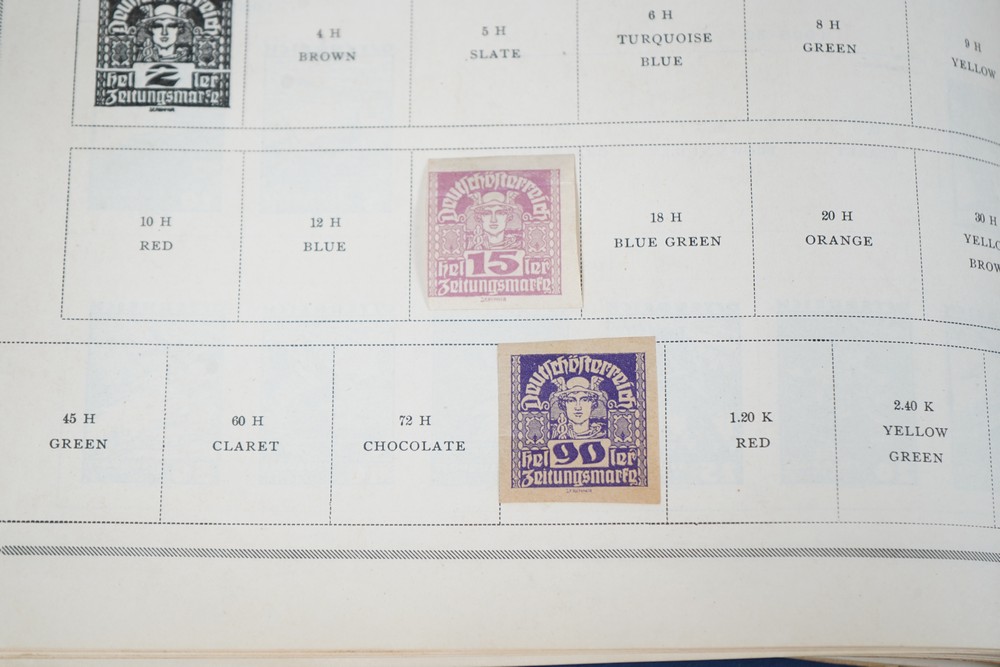 Deutschösterreich
2
heller
Zeitungsmarke
4 H
BROWN
5 H
SLATE
6 H
TURQUOISE
BLUE
8 H
GREEN
9 H
YELLOW
10 H
RED
12 H
BLUE
Deutschösterreich
heller 15
Zeitungsmarke
18 H
BLUE GREEN
20 H
ORANGE
30 H
45 H
GREEN
60 H
CLARET
72 H
CHOCOLATE
Deutschösterreich
heller 90
Zeitungsmarke
1.20 K
RED
2.40 K
YELLOW
GREEN